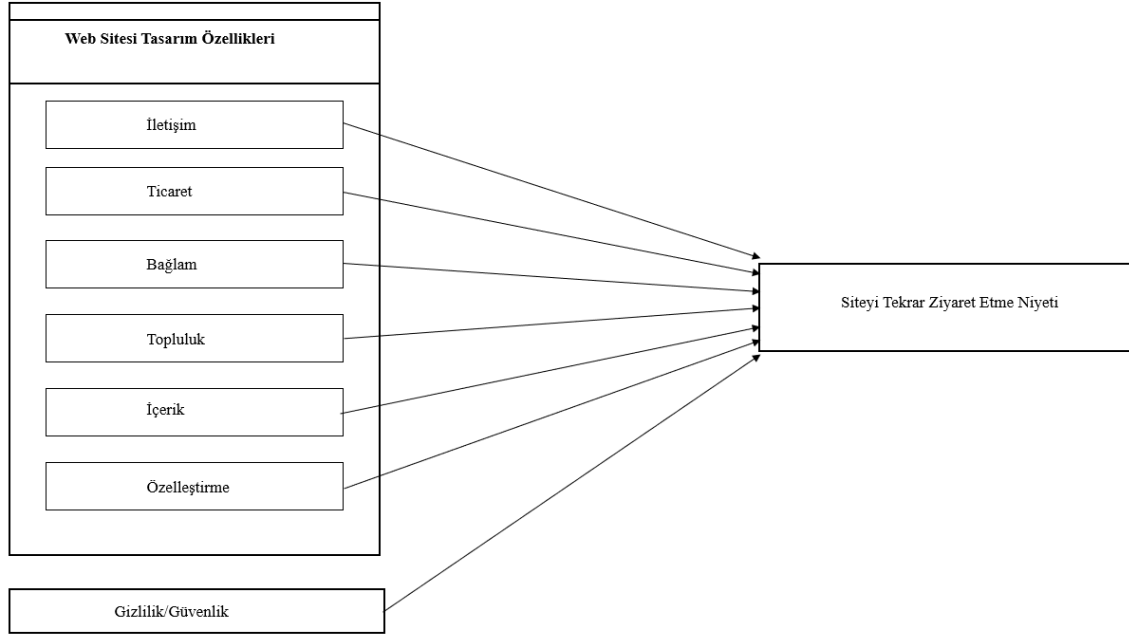 Web Sitesi Tasarım Özellikleri
İletişim
Ticaret
Bağlam
Topluluk
İçerik
Özelleştirme
Gizlilik/Güvenlik
Siteyi Tekrar Ziyaret Etme Niyeti